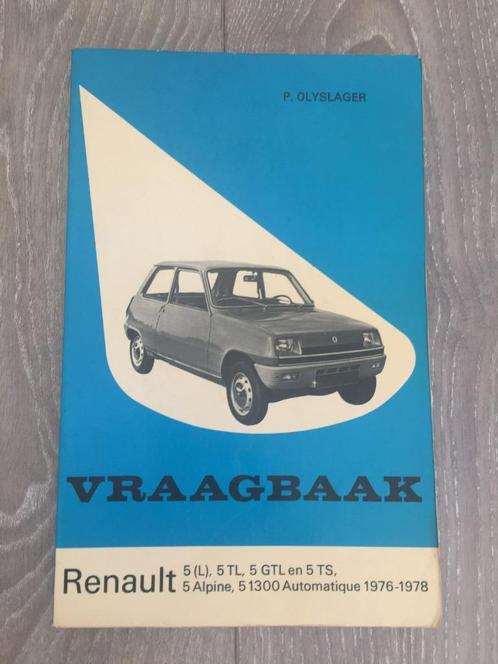 P. OLYSLAGER
VRAAGBAAK
Renault 5 (L), 5 TL, 5 GTL en 5 TS,
5 Alpine, 5 1300 Automatique 1976-1978